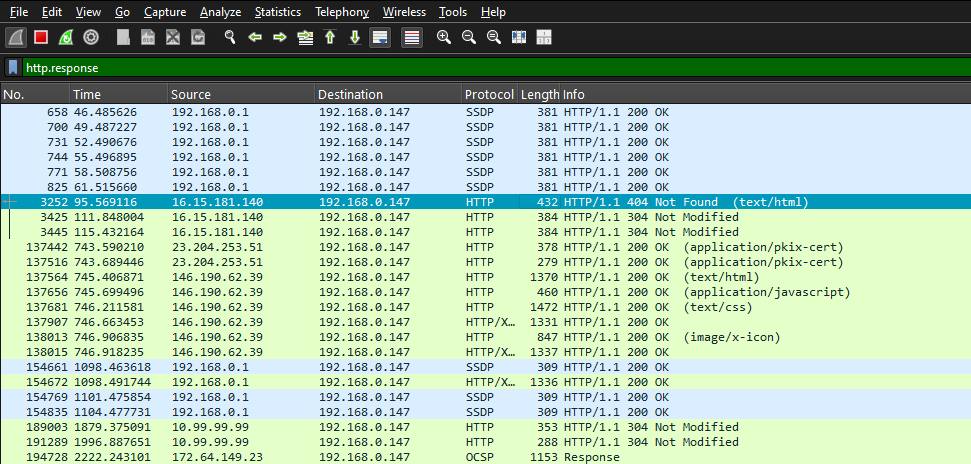 File Edit View Go Capture Analyze Statistics Telephony Wireless Tools Help
http.response
No. Time Source Destination Protocol Length Info
658 46.485626 192.168.0.1 192.168.0.147 SSDP 381 HTTP/1.1 200 OK
700 49.487227 192.168.0.1 192.168.0.147 SSDP 381 HTTP/1.1 200 OK
731 52.490676 192.168.0.1 192.168.0.147 SSDP 381 HTTP/1.1 200 OK
744 55.496895 192.168.0.1 192.168.0.147 SSDP 381 HTTP/1.1 200 OK
771 58.508756 192.168.0.1 192.168.0.147 SSDP 381 HTTP/1.1 200 OK
825 61.515660 192.168.0.1 192.168.0.147 SSDP 381 HTTP/1.1 200 OK
3252 95.569116 16.15.181.140 192.168.0.147 HTTP 432 HTTP/1.1 404 Not Found (text/html)
3425 111.848004 16.15.181.140 192.168.0.147 HTTP 384 HTTP/1.1 304 Not Modified
3445 115.432164 16.15.181.140 192.168.0.147 HTTP 384 HTTP/1.1 304 Not Modified
137442 743.590210 23.204.253.51 192.168.0.147 HTTP 378 HTTP/1.1 200 OK (application/pkix-cert)
137516 743.689446 23.204.253.51 192.168.0.147 HTTP 279 HTTP/1.1 200 OK (application/pkix-cert)
137564 745.406871 146.190.62.39 192.168.0.147 HTTP 1370 HTTP/1.1 200 OK (text/html)
137656 745.699496 146.190.62.39 192.168.0.147 HTTP 460 HTTP/1.1 200 OK (application/javascript)
137681 746.211581 146.190.62.39 192.168.0.147 HTTP 1472 HTTP/1.1 200 OK (text/css)
137907 746.663453 146.190.62.39 192.168.0.147 HTTP/X… 1331 HTTP/1.1 200 OK
138013 746.906835 146.190.62.39 192.168.0.147 HTTP 847 HTTP/1.1 200 OK (image/x-icon)
138015 746.918235 146.190.62.39 192.168.0.147 HTTP/X… 1337 HTTP/1.1 200 OK
154661 1098.463618 192.168.0.1 192.168.0.147 SSDP 309 HTTP/1.1 200 OK
154672 1098.491744 192.168.0.1 192.168.0.147 HTTP/X… 1336 HTTP/1.1 200 OK
154769 1101.475854 192.168.0.1 192.168.0.147 SSDP 309 HTTP/1.1 200 OK
154835 1104.477731 192.168.0.1 192.168.0.147 SSDP 309 HTTP/1.1 200 OK
189003 1879.375091 10.99.99.99 192.168.0.147 HTTP 353 HTTP/1.1 304 Not Modified
191289 1996.887651 10.99.99.99 192.168.0.147 HTTP 288 HTTP/1.1 304 Not Modified
194728 2222.243101 172.64.149.23 192.168.0.147 OCSP 1153 Response